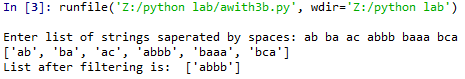 In [3]: runfile('Z:/python lab/awith3b.py', wdir='Z:/python lab')
Enter list of strings saperated by spaces: ab ba ac abbb baaa bca
['ab', 'ba', 'ac', 'abbb', 'baaa', 'bca']
List after filtering is:  ['abbb']